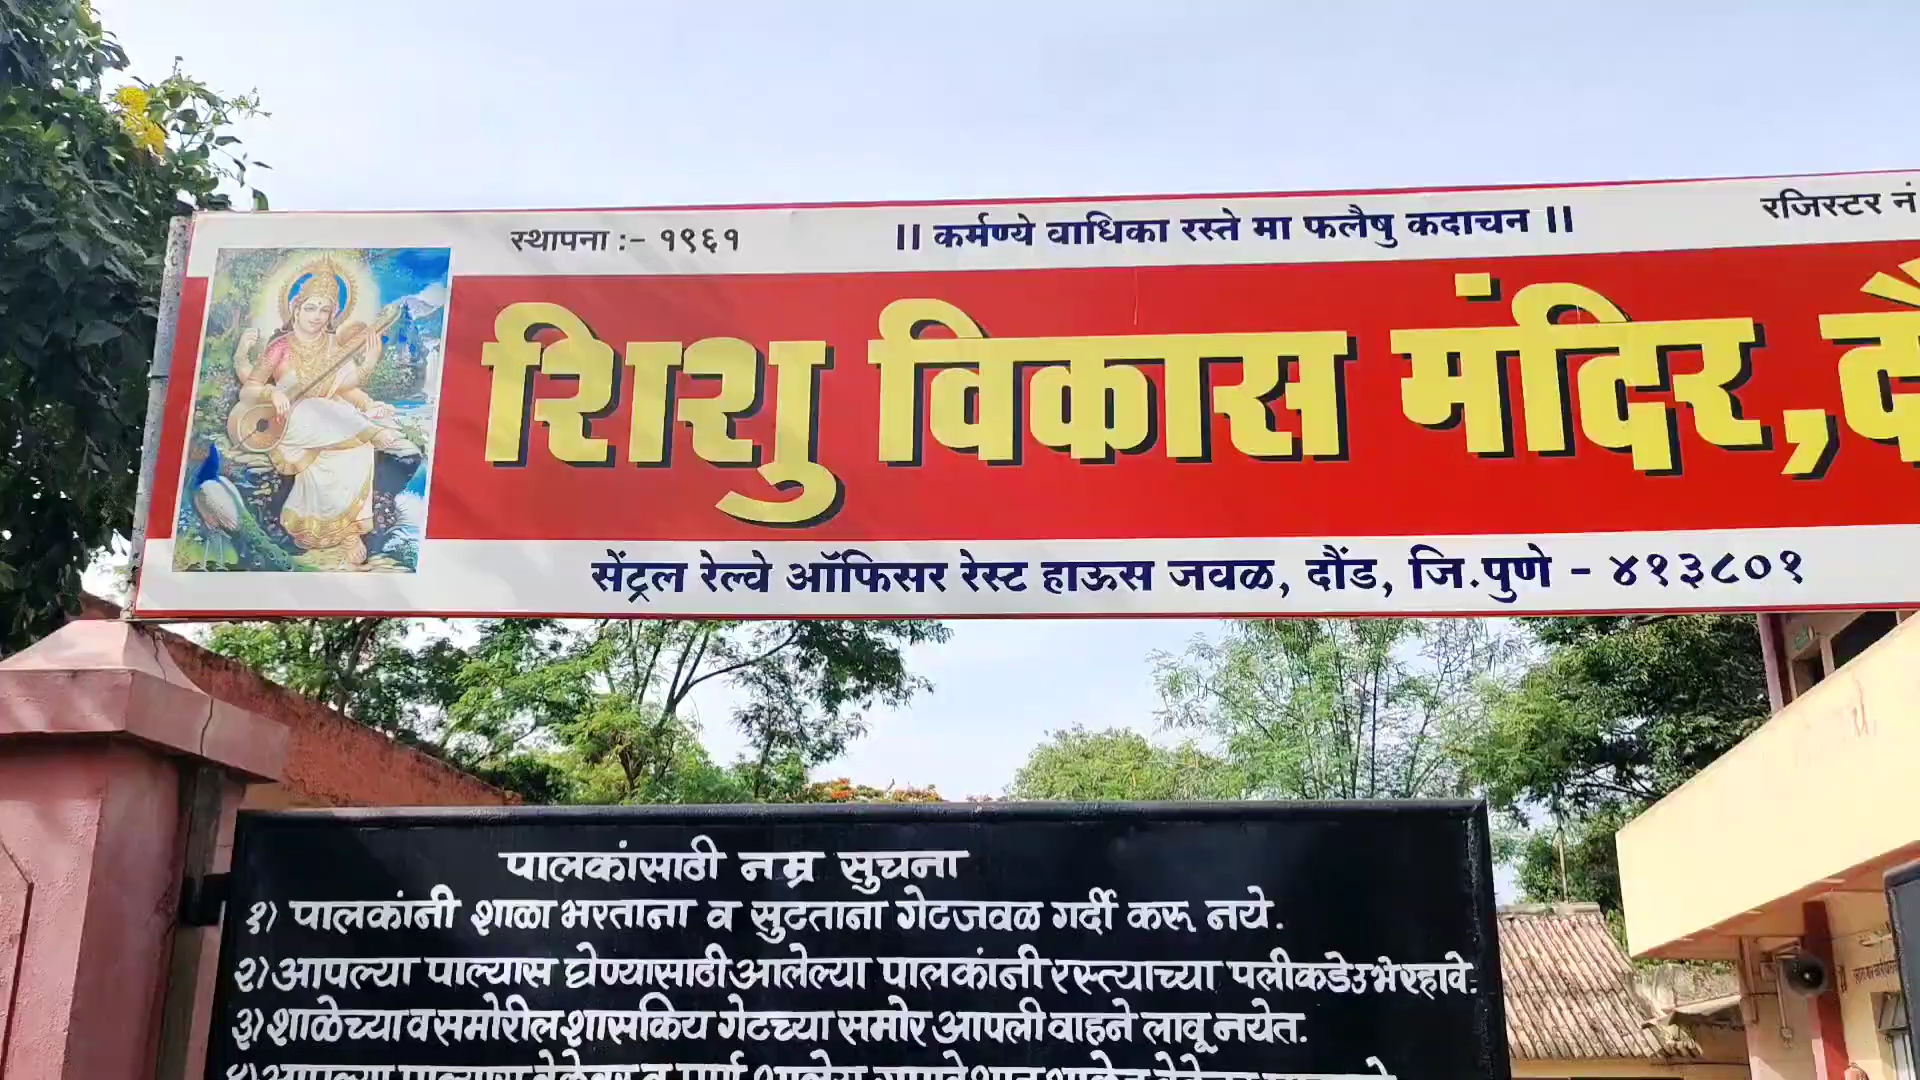 स्थापना :- १९६१ ॥ कर्मण्ये वाधिका रस्ते मा फलैषु कदाचन ॥ रजिस्टर नं
शिशु विकास मंदिर,
सेंट्रल रेल्वे ऑफिसर रेस्ट हाऊस जवळ, दौंड, जि.पुणे - ४१३८०१
पालकांसाठी नम्र सुचना
१) पालकांनी शाळा भरताना व सुटताना गेटजवळ गर्दी करू नये.
२) आपल्या पाल्यास घेण्यासाठी आलेल्या पालकांनी रस्त्याच्या पलीकडे उभे रहावे.
३) शाळेच्या व समोरील शासकिय गेटच्या समोर आपली वाहने लावू नयेत.